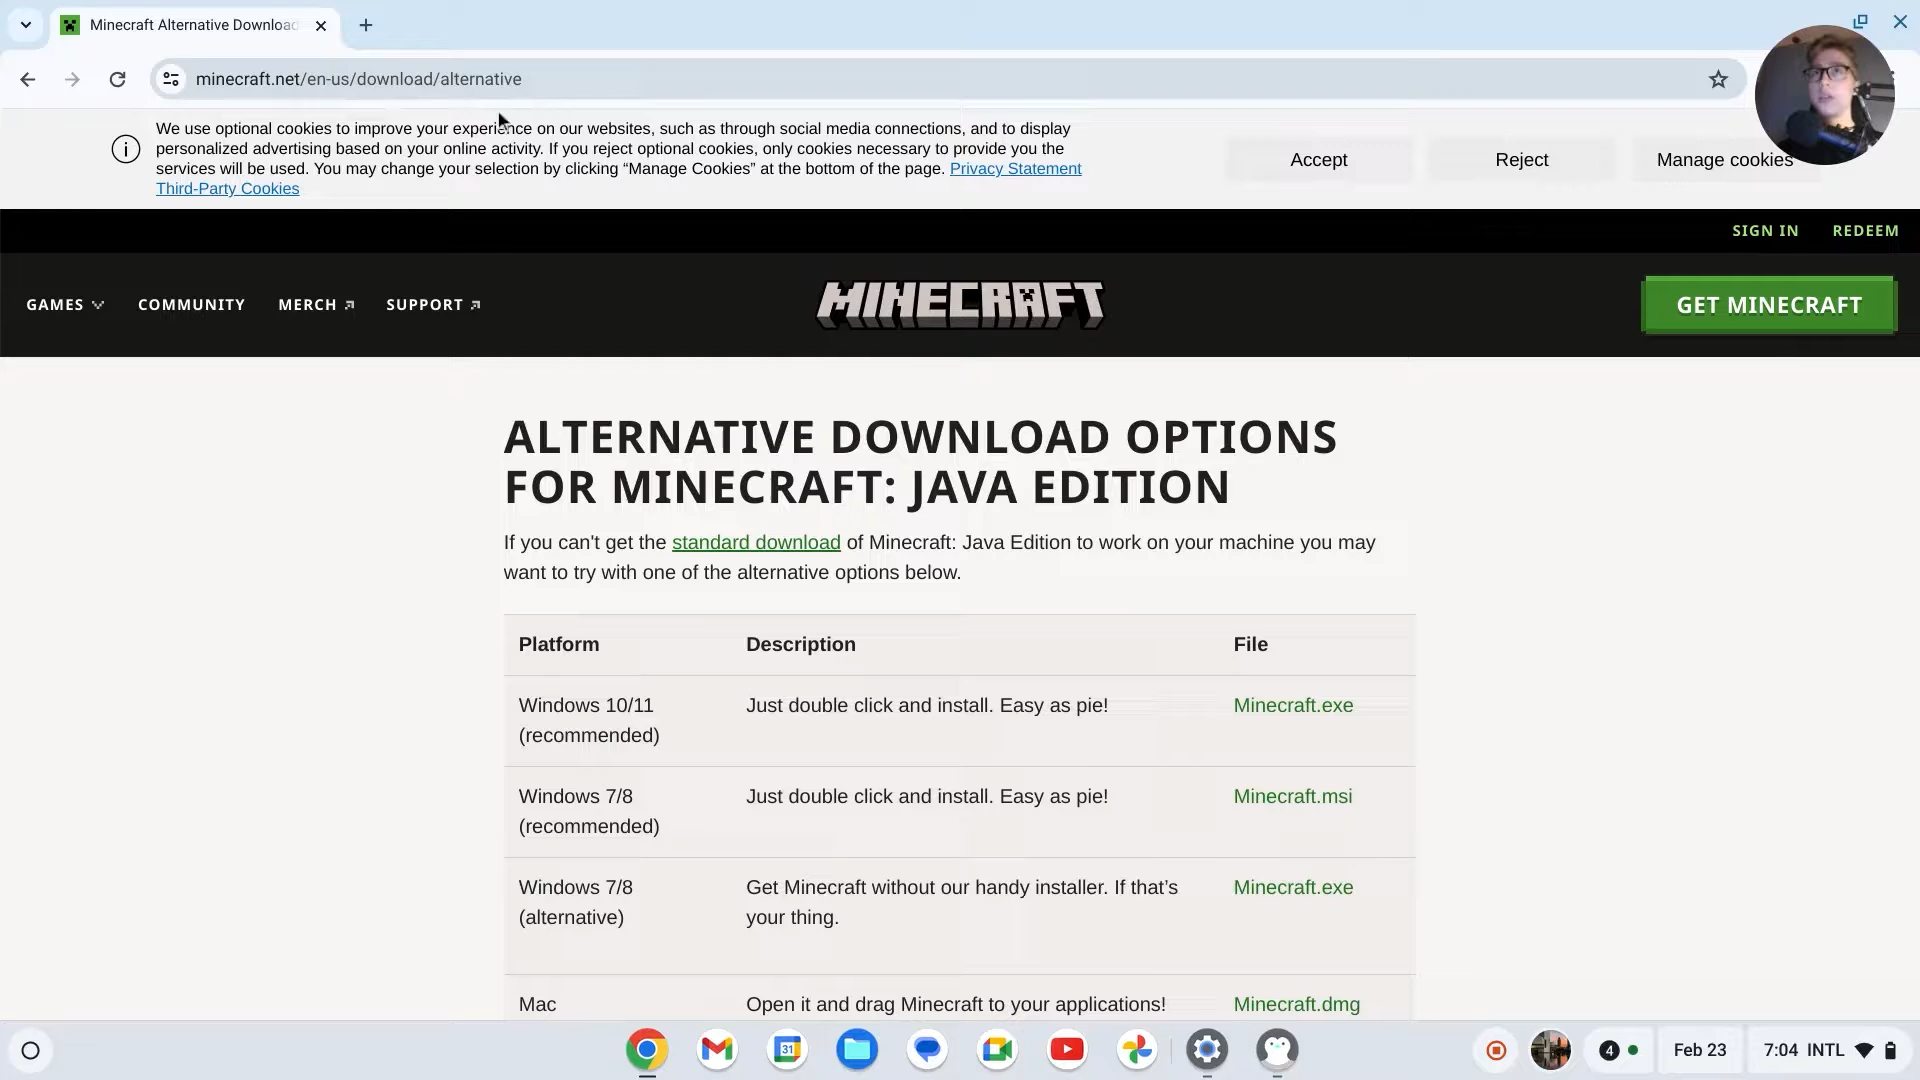 Minecraft Alternative Download
minecraft.net/en-us/download/alternative
We use optional cookies to improve your experience on our websites, such as through social media connections, and to display
personalized advertising based on your online activity. If you reject optional cookies, only cookies necessary to provide you the
services will be used. You may change your selection by clicking “Manage Cookies” at the bottom of the page. Privacy Statement
Third-Party Cookies
Accept
Reject
Manage cookies
SIGN IN
REDEEM
GAMES
COMMUNITY
MERCH
SUPPORT
MINECRAFT
GET MINECRAFT
ALTERNATIVE DOWNLOAD OPTIONS
FOR MINECRAFT: JAVA EDITION
If you can't get the standard download of Minecraft: Java Edition to work on your machine you may
want to try with one of the alternative options below.
Platform Description File
Windows 10/11 Just double click and install. Easy as pie! Minecraft.exe
(recommended)
Windows 7/8 Just double click and install. Easy as pie! Minecraft.msi
(recommended)
Windows 7/8 Get Minecraft without our handy installer. If that’s Minecraft.exe
(alternative) your thing.
Mac Open it and drag Minecraft to your applications! Minecraft.dmg
31
4
Feb 23
7:04 INTL